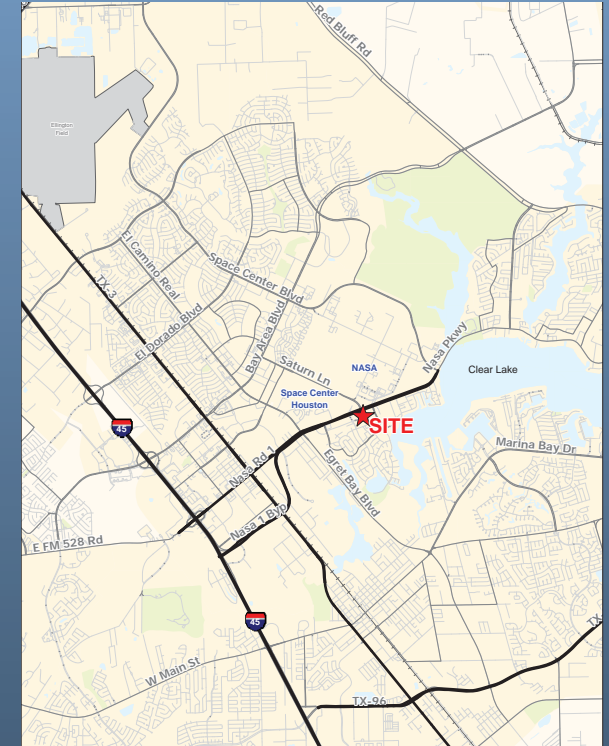 Red Bluff Rd
Ellington
Field
El Camino Real
Space Center Blvd
TX-3
El Dorado Blvd
Bay Area Blvd
Nasa Pkwy
Saturn Ln
NASA
Clear Lake
Space Center
Houston
SITE
45
Marina Bay Dr
Nasa Rd 1
Egret Bay Blvd
Nasa 1 Byp
E FM 528 Rd
45
TX
W Main St
TX-96